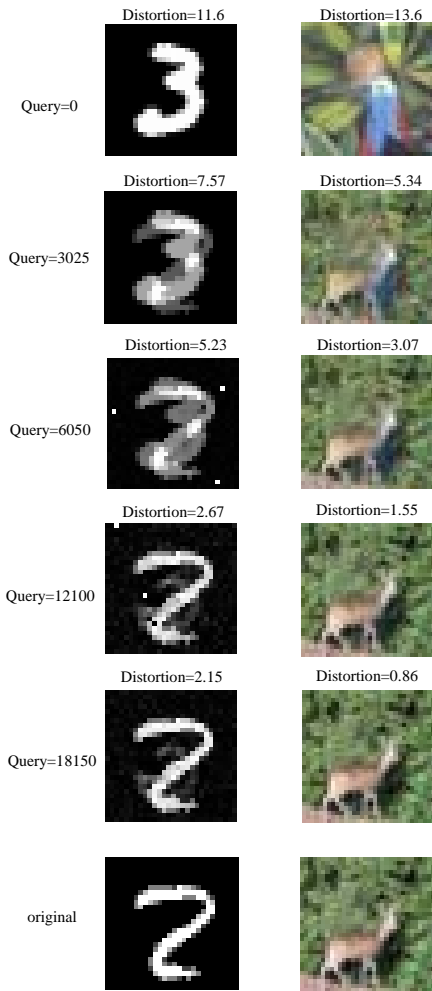 Distortion=11.6 Distortion=13.6
Query=0
Distortion=7.57 Distortion=5.34
Query=3025
Distortion=5.23 Distortion=3.07
Query=6050
Distortion=2.67 Distortion=1.55
Query=12100
Distortion=2.15 Distortion=0.86
Query=18150
original